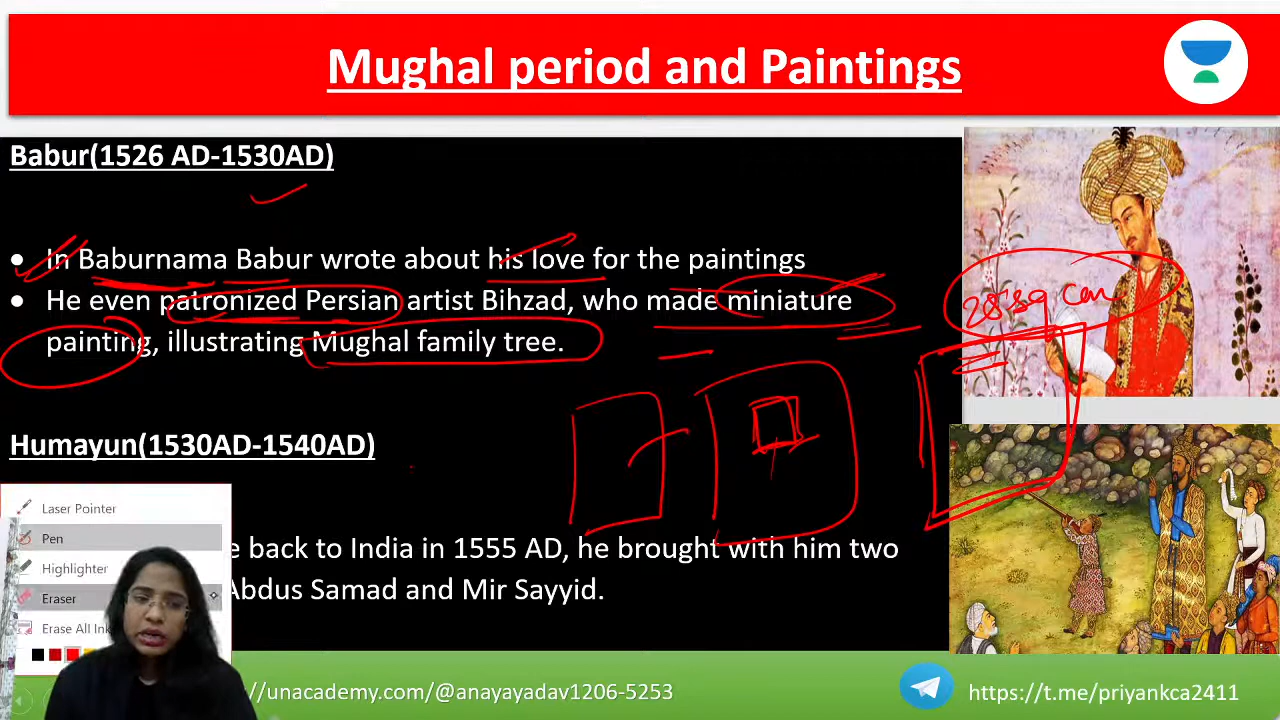 Mughal period and Paintings
Babur(1526 AD-1530AD)
• In Baburnama Babur wrote about his love for the paintings
• He even patronized Persian artist Bihzad, who made miniature
painting, illustrating Mughal family tree.
Humayun(1530AD-1540AD)
Laser Pointer
Pen
Highlighter
Eraser
Erase All Ink
e back to India in 1555 AD, he brought with him two
Abdus Samad and Mir Sayyid.
//unacademy.com/@anayayadav1206-5253
https://t.me/priyankca2411